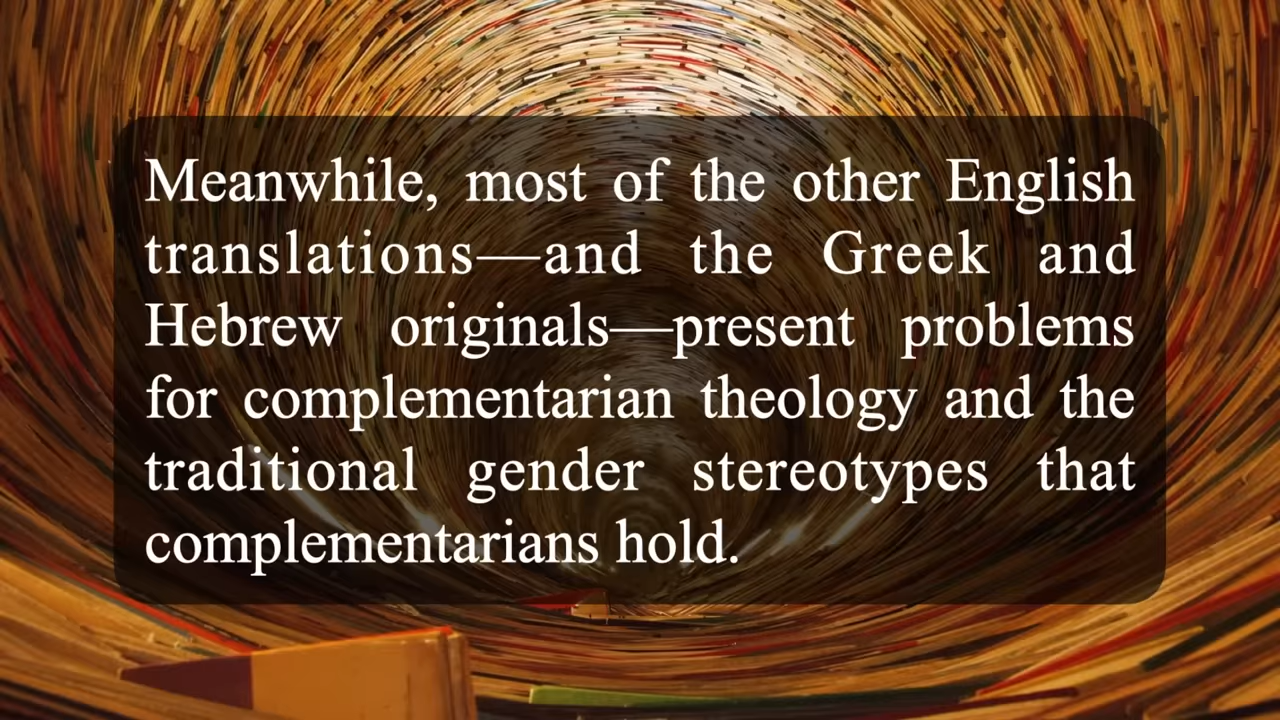 Meanwhile, most of the other English
translations—and the Greek and
Hebrew originals—present problems
for complementarian theology and the
traditional gender stereotypes that
complementarians hold.